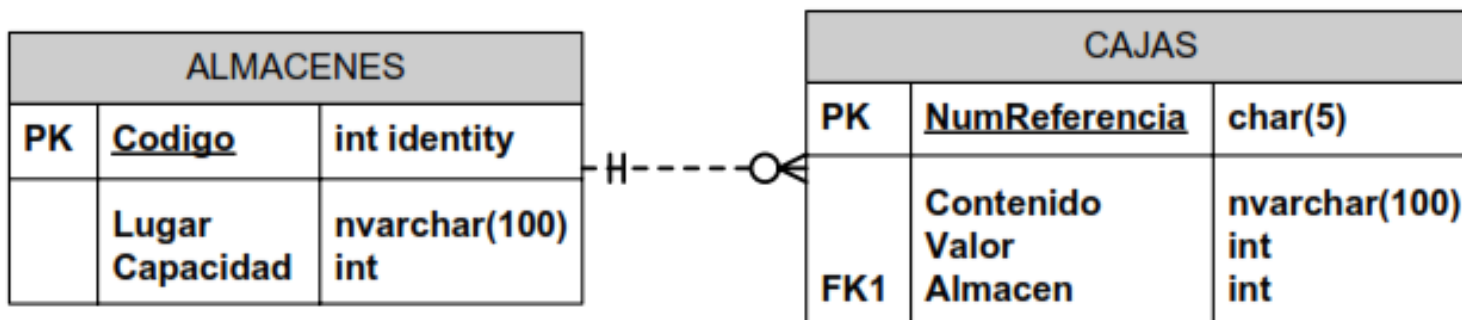 ALMACENES
PK Codigo int identity
Lugar nvarchar(100)
Capacidad int
CAJAS
PK NumReferencia char(5)
Contenido nvarchar(100)
Valor int
FK1 Almacen int